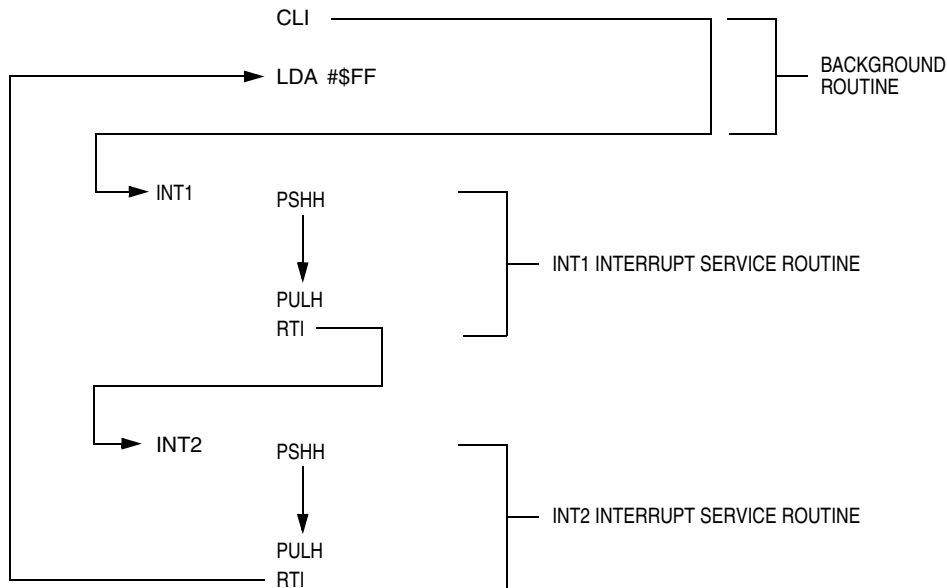 CLI
LDA #$FF
BACKGROUND
ROUTINE
INT1
PSHH
INT1 INTERRUPT SERVICE ROUTINE
PULH
RTI
INT2
PSHH
INT2 INTERRUPT SERVICE ROUTINE
PULH
RTI